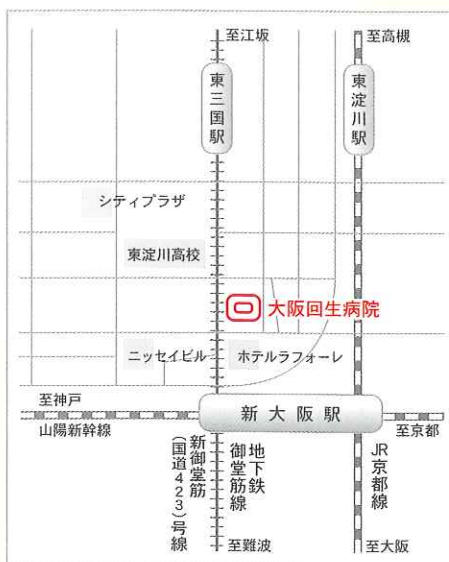 至江坂
至高槻
東三国駅
東淀川駅
シティプラザ
東淀川高校
大阪回生病院
ニッセイビル
ホテルラフォーレ
至神戸
新大阪駅
山陽新幹線
至京都
新御堂筋
(国道423)号線
地下鉄
御堂筋線
JR京都線
至難波
至大阪